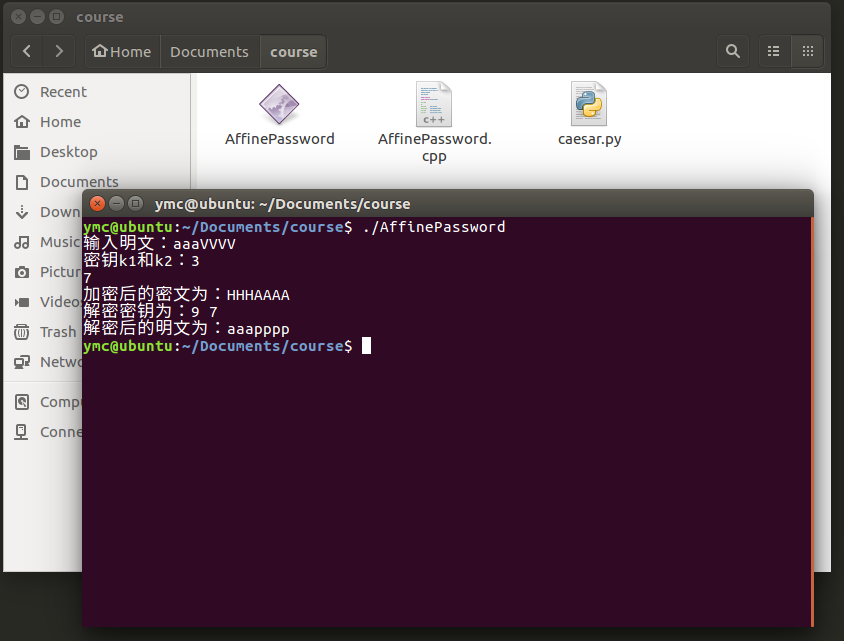 course
Home Documents course
Recent
Home
Desktop
Documents
Down
Music
Pictur
Videos
Trash
Netwo
Compu
Conne
AffinePassword
AffinePassword.
cpp
c++
caesar.py
ymc@ubuntu: ~/Documents/course
ymc@ubuntu:~/Documents/course$ ./AffinePassword
输入明文：aaaVVVV
密钥k1和k2：3
7
加密后的密文为：HHHAAAA
解密密钥为：9 7
解密后的明文为：aaapppp
ymc@ubuntu:~/Documents/course$